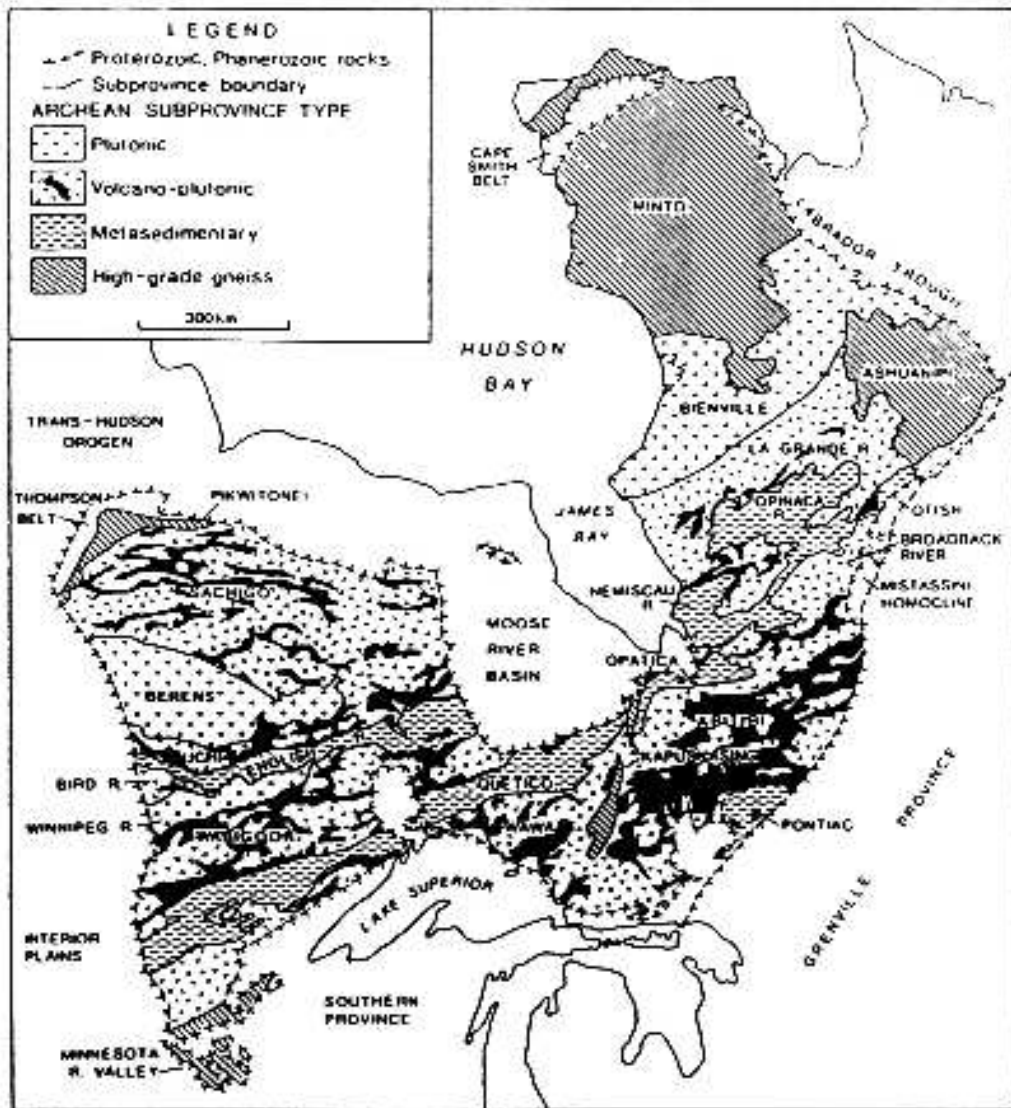 LEGEND
Proterozoic, Phanerozoic rocks
Subprovince boundary
ARCHEAN SUBPROVINCE TYPE
Plutonic
Volcano-plutonic
Metasedimentary
High-grade gneiss
300 km
CAPE
SMITH
BELT
MINTO
LABRADOR TROUGH
HUDSON
BAY
ASHUANIPI
BIENVILLE
TRANS-HUDSON
OROGEN
LA GRANDE R.
THOMPSON
BELT
PIKWITONEI
OPINACA
R.
JAMES
BAY
OTISH
BROADBACK
RIVER
SACHIGO
NEMISCAU
R.
MISTASSINI
HOMOCLINE
MOOSE
RIVER
BASIN
OPATICA
BERENS
ABITIBI
UCHI
ENGLISH
KAPUSKASING
BIRD R.
QUETICO
WINNIPEG R.
WABIGOON
WAWA
PONTIAC
GRENVILLE PROVINCE
LAKE SUPERIOR
INTERIOR
PLAINS
SOUTHERN
PROVINCE
MINNESOTA
R. VALLEY